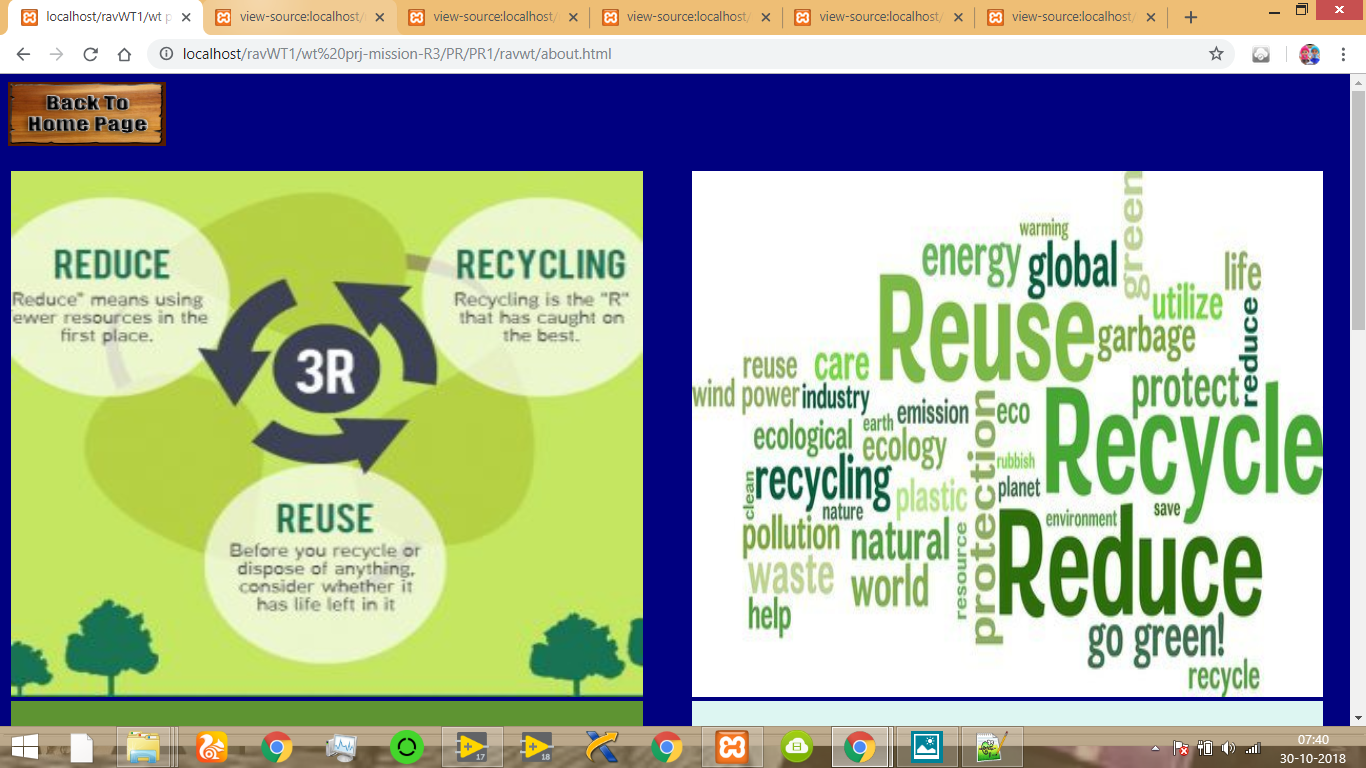 localhost/ravWT1/wt p
view-source:localhost/
view-source:localhost/
view-source:localhost/
view-source:localhost/
view-source:localhost/
localhost/ravWT1/wt%20prj-mission-R3/PR/PR1/ravwt/about.html
Back To
Home Page
REDUCE
Reduce" means using
ewer resources in the
first place.
RECYCLING
Recycling is the "R"
that has caught on
the best.
3R
REUSE
Before you recycle or
dispose of anything,
consider whether it
has life left in it
green
warming
energy
global
life
Reuse
utilize
garbage
reduce
reuse
care
protect
wind power
industry
Recycle
emission
eco
earth
ecological
ecology
protection
rubbish
recycling
clean
plastic
planet
nature
save
environment
pollution
natural
Reduce
resource
waste
world
help
go green!
recycle
17
18
07:40
30-10-2018